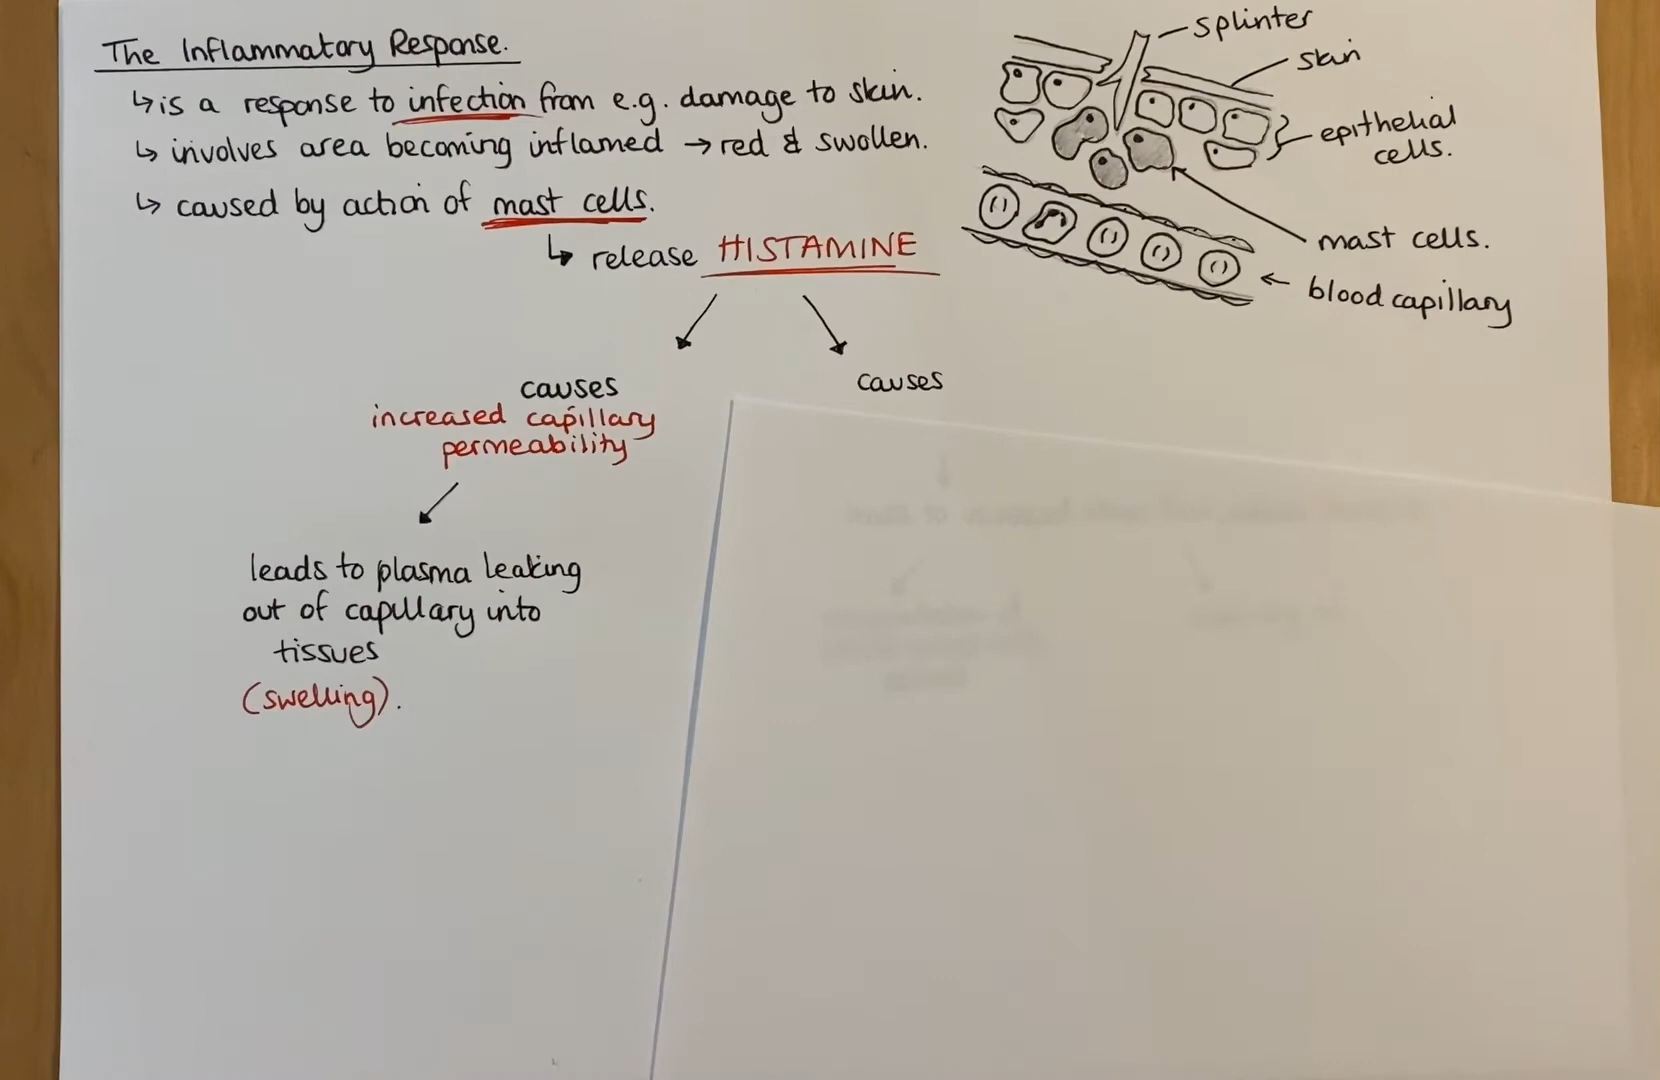 The Inflammatory Response.
↳ is a response to infection from e.g. damage to skin.
↳ involves area becoming inflamed → red & swollen.
↳ caused by action of mast cells.
↳ release HISTAMINE
causes
increased capillary
permeability
leads to plasma leaking
out of capillary into
tissues
(swelling).
causes
splinter
skin
epithelial
cells.
mast cells.
blood capillary